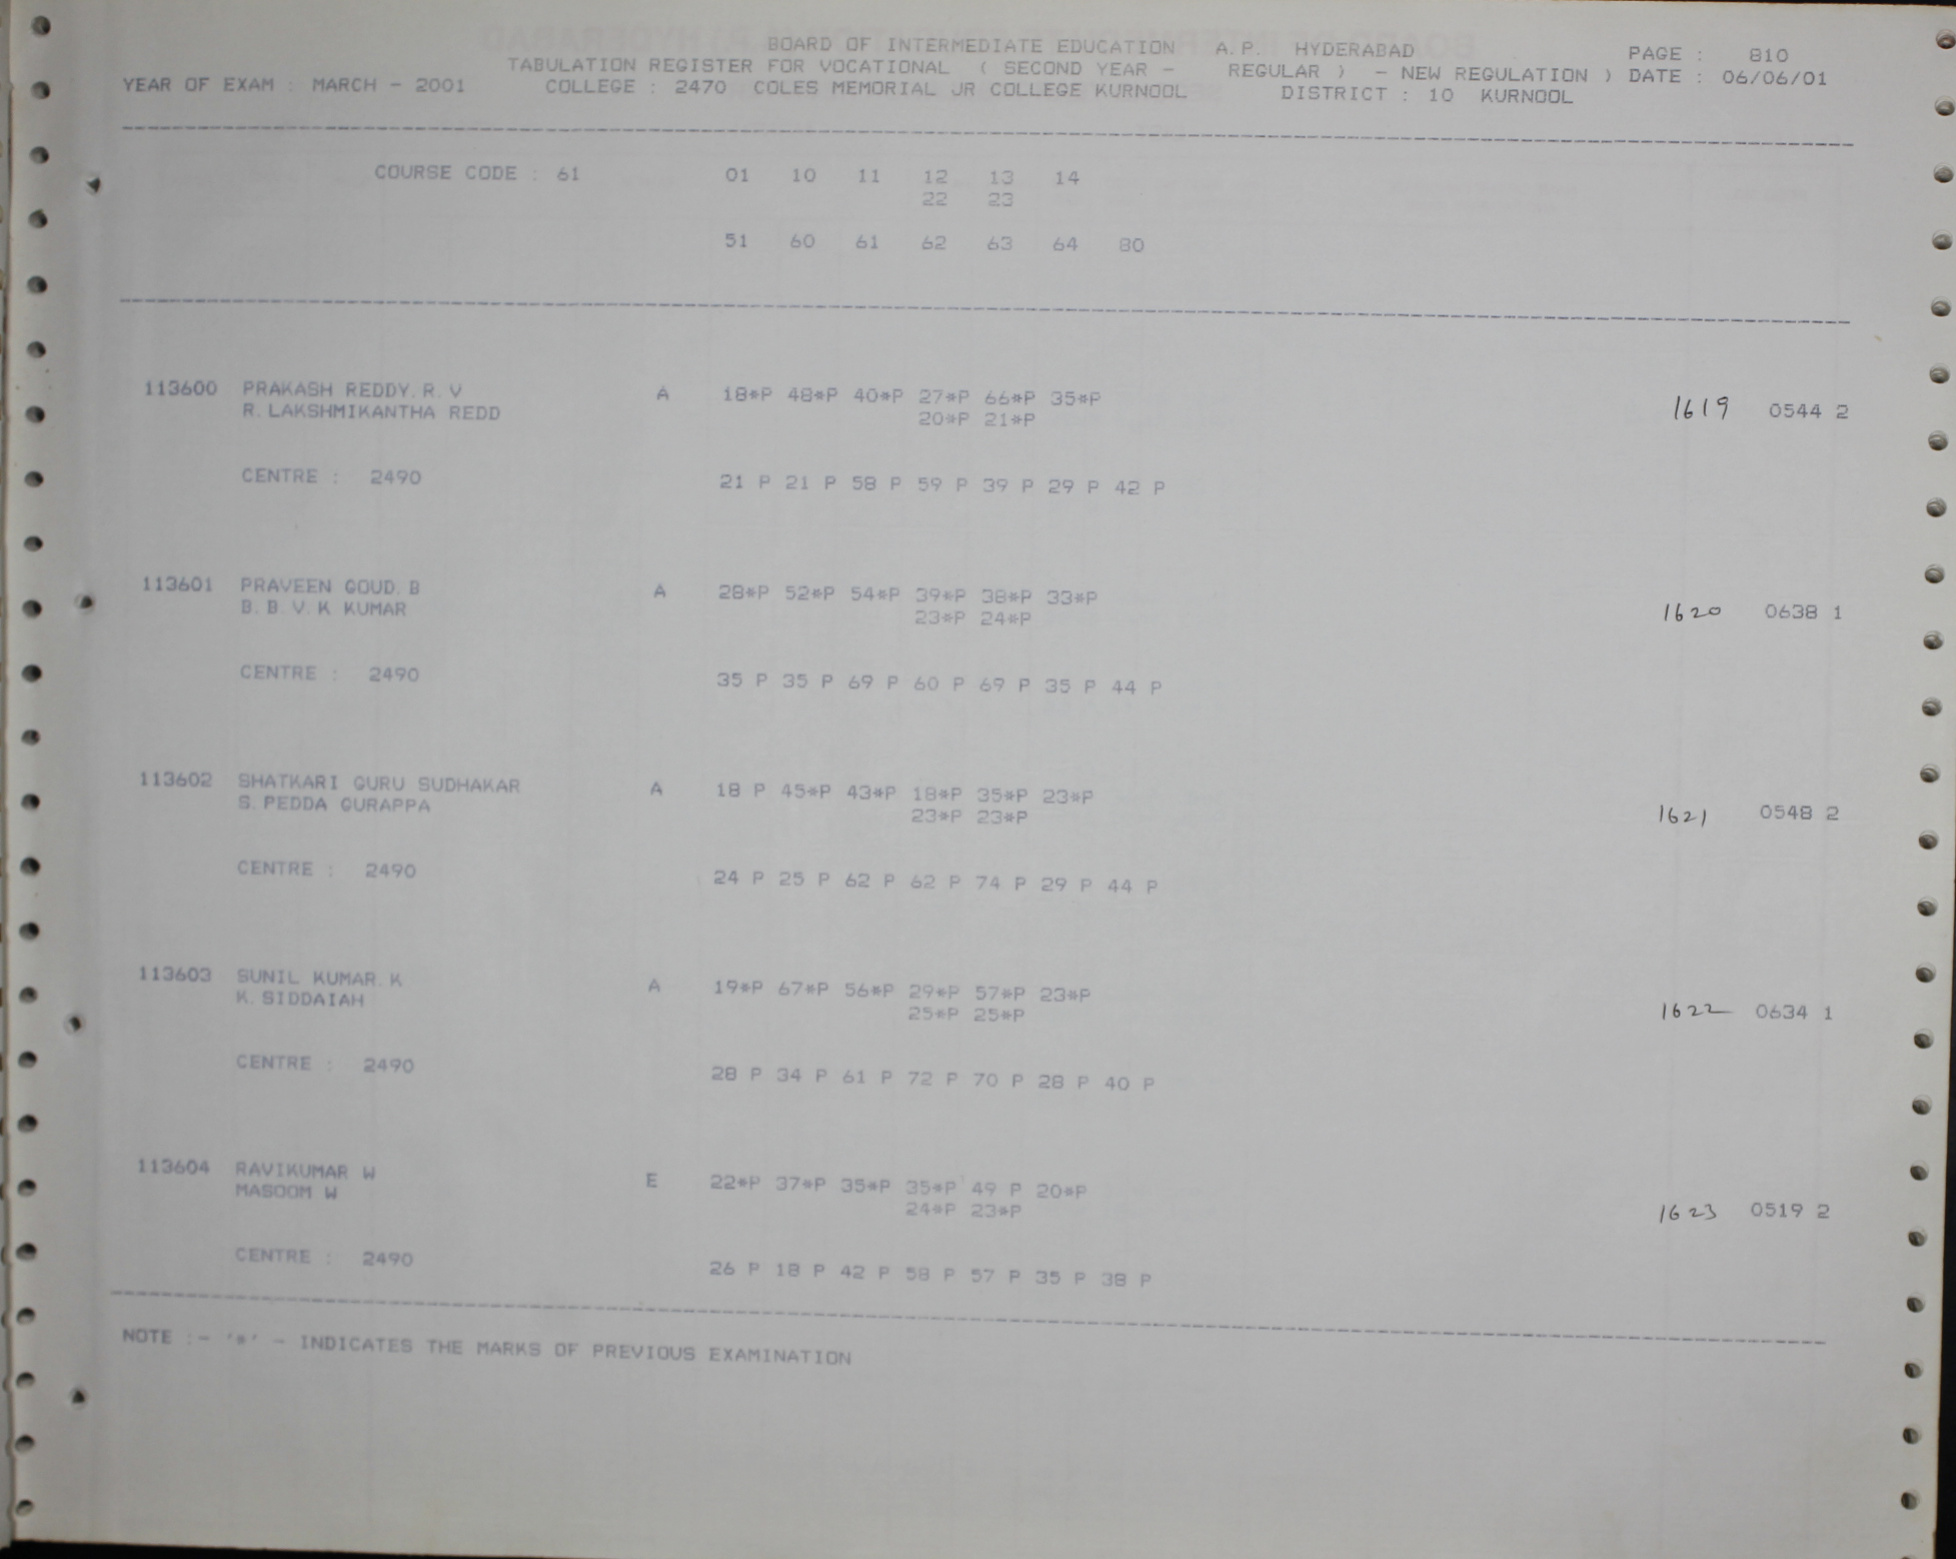 BOARD OF INTERMEDIATE EDUCATION A.P. HYDERABAD PAGE : 810
TABULATION REGISTER FOR VOCATIONAL ( SECOND YEAR - REGULAR ) - NEW REGULATION ) DATE : 06/06/01
YEAR OF EXAM : MARCH - 2001 COLLEGE : 2470 COLES MEMORIAL JR COLLEGE KURNOOL DISTRICT : 10 KURNOOL
COURSE CODE : 61 01 10 11 12 13 14
22 23
51 60 61 62 63 64 80
113600 PRAKASH REDDY.R.V A 18*P 48*P 40*P 27*P 66*P 35*P
R.LAKSHMIKANTHA REDD 20*P 21*P 1619 0544 2
CENTRE : 2490 21 P 21 P 58 P 59 P 39 P 29 P 42 P
113601 PRAVEEN GOUD.B A 28*P 52*P 54*P 39*P 38*P 33*P
B.B.V.K KUMAR 23*P 24*P 1620 0638 1
CENTRE : 2490 35 P 35 P 69 P 60 P 69 P 35 P 44 P
113602 SHATKARI GURU SUDHAKAR A 18 P 45*P 43*P 18*P 35*P 23*P
S.PEDDA GURAPPA 23*P 23*P 1621 0548 2
CENTRE : 2490 24 P 25 P 62 P 62 P 74 P 29 P 44 P
113603 SUNIL KUMAR.K A 19*P 67*P 56*P 29*P 57*P 23*P
K.SIDDAIAH 25*P 25*P 1622 0634 1
CENTRE : 2490 28 P 34 P 61 P 72 P 70 P 28 P 40 P
113604 RAVIKUMAR W E 22*P 37*P 35*P 35*P 49 P 20*P
MASOOM W 24*P 23*P 1623 0519 2
CENTRE : 2490 26 P 18 P 42 P 58 P 57 P 35 P 38 P
NOTE :- '*' - INDICATES THE MARKS OF PREVIOUS EXAMINATION